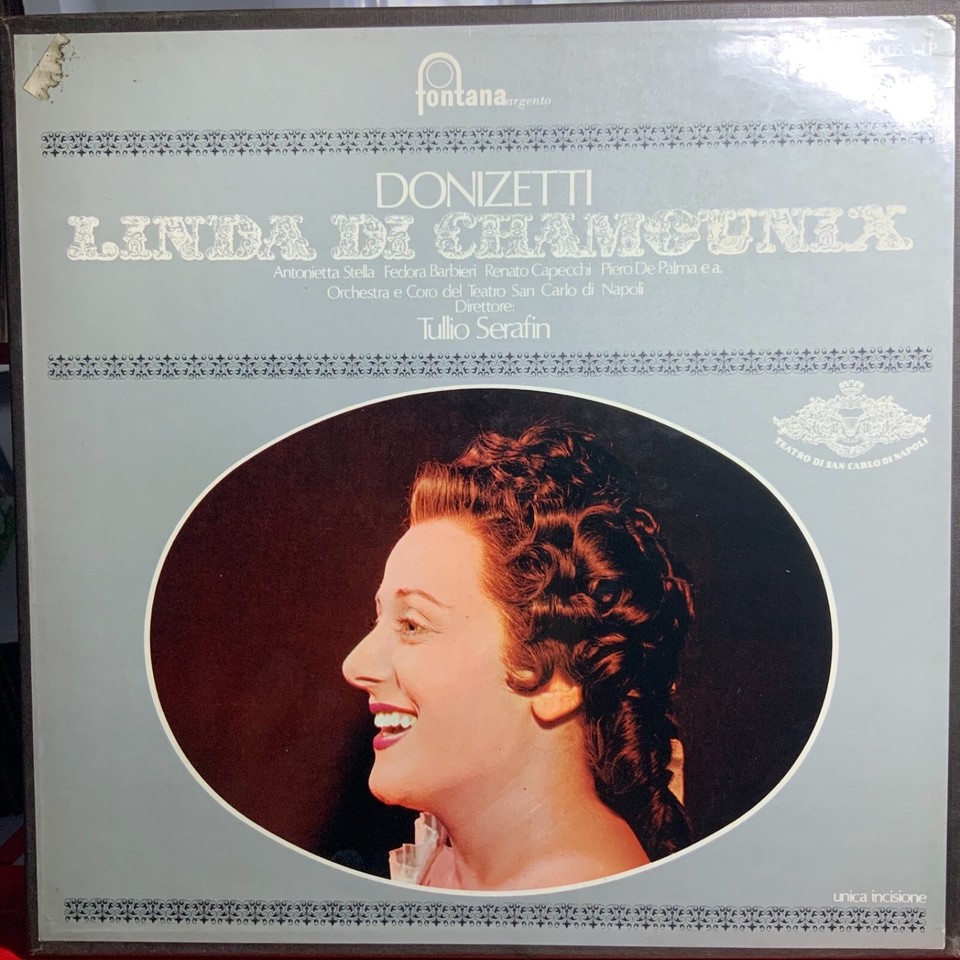 fontana argento
DONIZETTI
LINDA DI CHAMOUNIX
Antonietta Stella Fedora Barbieri Renato Capecchi Piero De Palma e a.
Orchestra e Coro del Teatro San Carlo di Napoli
Direttore:
Tullio Serafin
TEATRO DI SAN CARLO DI NAPOLI
unica incisione